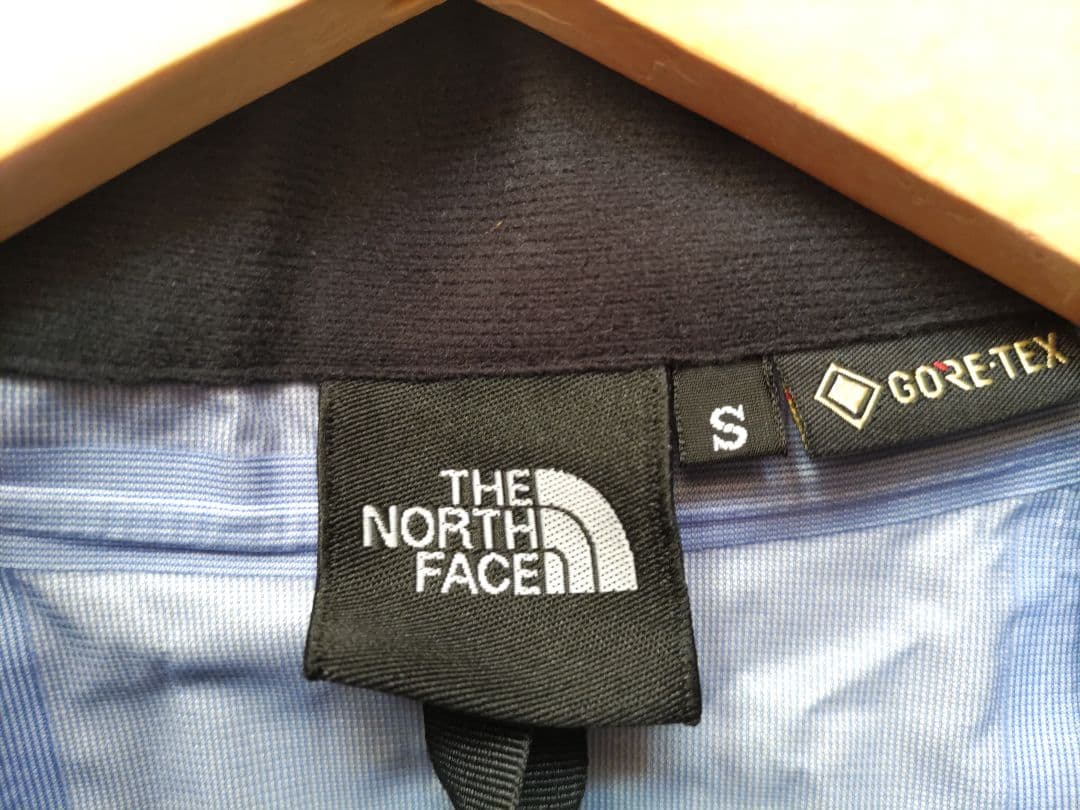 THE
NORTH
FACE
S
GORE-TEX